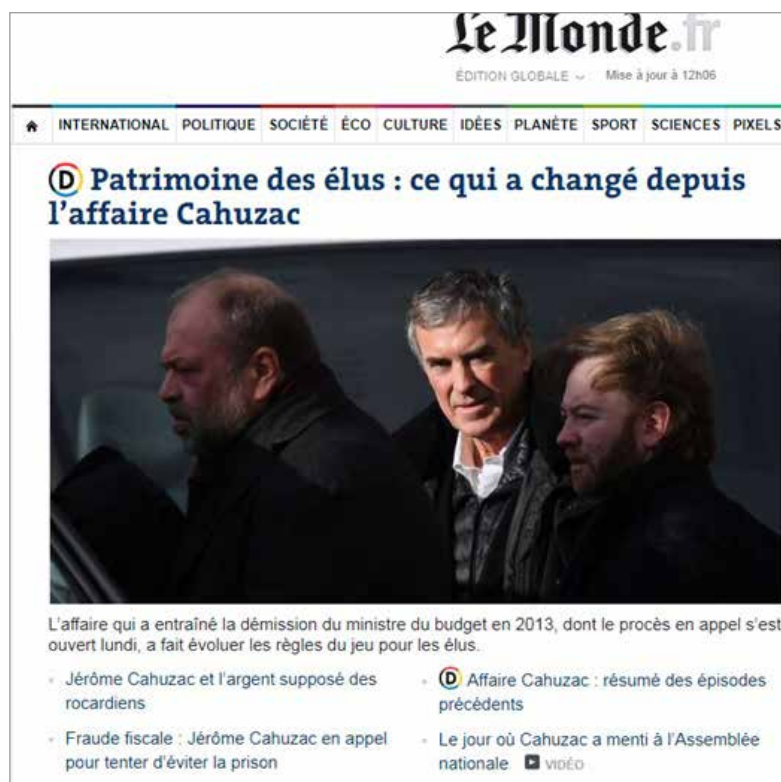 Le Monde.fr
ÉDITION GLOBALE Mise à jour à 12h06
INTERNATIONAL POLITIQUE SOCIÉTÉ ÉCO CULTURE IDÉES PLANÈTE SPORT SCIENCES PIXELS
D Patrimoine des élus : ce qui a changé depuis
l'affaire Cahuzac
L'affaire qui a entraîné la démission du ministre du budget en 2013, dont le procès en appel s'est
ouvert lundi, a fait évoluer les règles du jeu pour les élus.
Jérôme Cahuzac et l'argent supposé des
rocardiens
Fraude fiscale : Jérôme Cahuzac en appel
pour tenter d'éviter la prison
D Affaire Cahuzac : résumé des épisodes
précédents
Le jour où Cahuzac a menti à l'Assemblée
nationale VIDÉO